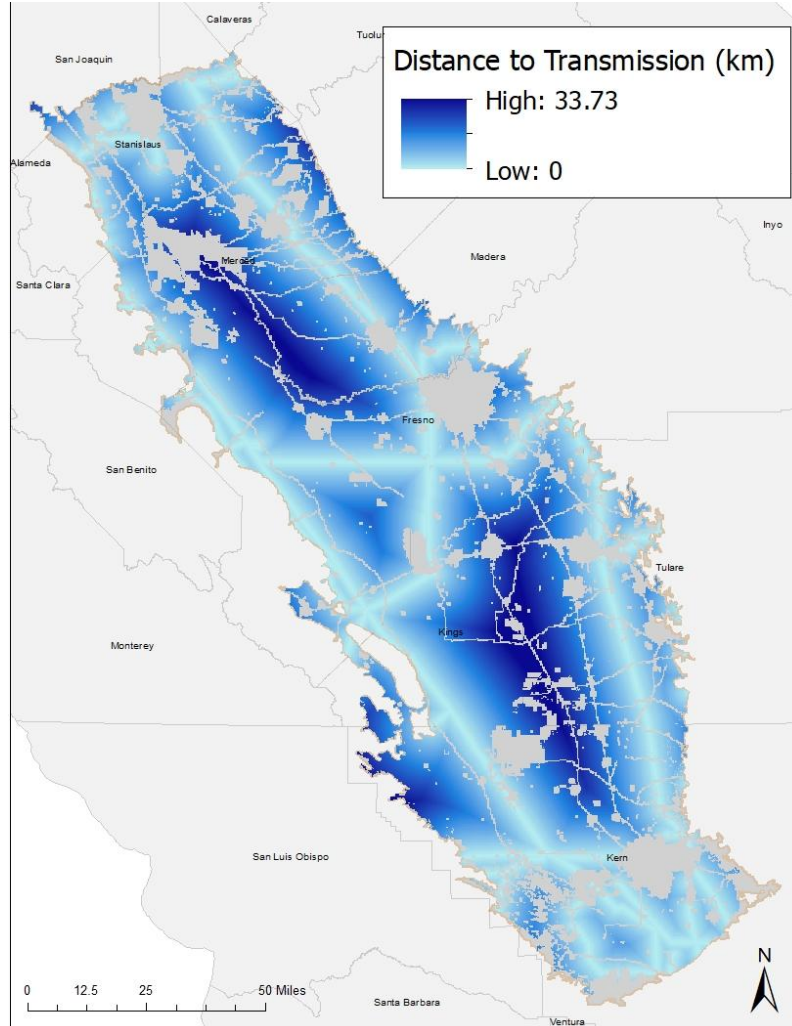 Calaveras
Tuolur
San Joaquin
Distance to Transmission (km)
High: 33.73
Low: 0
Stanislaus
Alameda
Inyo
Madera
Merced
Santa Clara
Fresno
San Benito
Tulare
Kings
Monterey
San Luis Obispo
Kern
N
0 12.5 25 50 Miles
Santa Barbara
Ventura